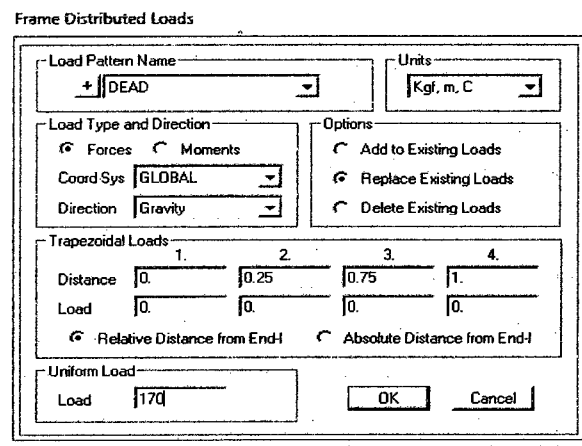 Frame Distributed Loads
Load Pattern Name
+ DEAD
Units
Kgf, m, C
Load Type and Direction
Forces Moments
Coord Sys GLOBAL
Direction Gravity
Options
Add to Existing Loads
Replace Existing Loads
Delete Existing Loads
Trapezoidal Loads
1. 2. 3. 4.
Distance 0. 0.25 0.75 1.
Load 0. 0. 0. 0.
Relative Distance from End-I Absolute Distance from End-I
Uniform Load
Load 170
OK Cancel